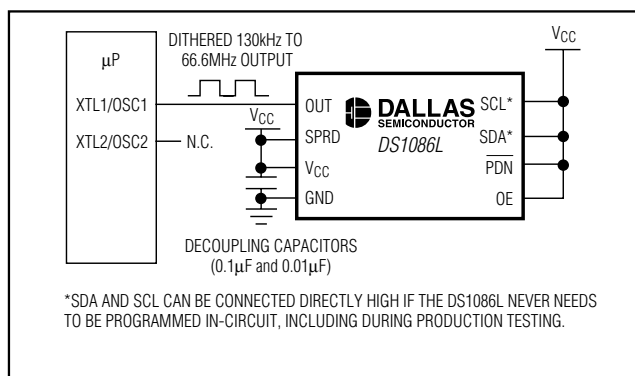 DITHERED 130kHz TO
66.6MHz OUTPUT
VCC
µP
XTL1/OSC1
XTL2/OSC2
N.C.
VCC
OUT
SPRD
VCC
GND
DALLAS
SEMICONDUCTOR
DS1086L
SCL*
SDA*
PDN
OE
DECOUPLING CAPACITORS
(0.1µF and 0.01µF)
*SDA AND SCL CAN BE CONNECTED DIRECTLY HIGH IF THE DS1086L NEVER NEEDS
TO BE PROGRAMMED IN-CIRCUIT, INCLUDING DURING PRODUCTION TESTING.